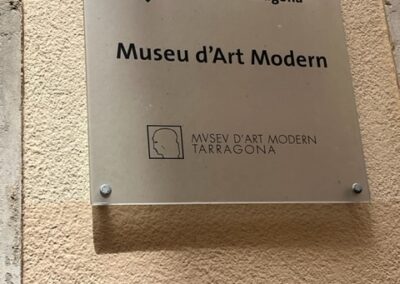 Museu d'Art Modern
MVSEV D'ART MODERN
TARRAGONA